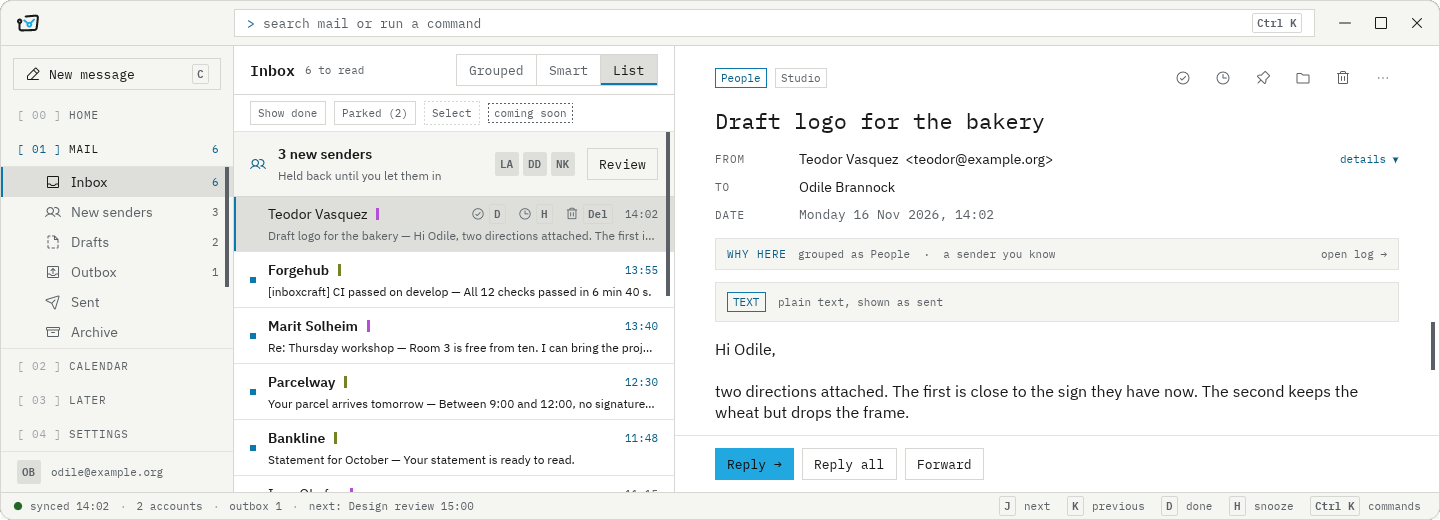 > search mail or run a command Ctrl K
New message C
[ 00 ] HOME
[ 01 ] MAIL 6
Inbox 6
New senders 3
Drafts 2
Outbox 1
Sent
Archive
[ 02 ] CALENDAR
[ 03 ] LATER
[ 04 ] SETTINGS
OB odile@example.org
Inbox 6 to read Grouped Smart List
Show done Parked (2) Select coming soon
3 new senders
Held back until you let them in
LA DD NK Review
Teodor Vasquez D H Del 14:02
Draft logo for the bakery — Hi Odile, two directions attached. The first i…
Forgehub 13:55
[inboxcraft] CI passed on develop — All 12 checks passed in 6 min 40 s.
Marit Solheim 13:40
Re: Thursday workshop — Room 3 is free from ten. I can bring the proj…
Parcelway 12:30
Your parcel arrives tomorrow — Between 9:00 and 12:00, no signature…
Bankline 11:48
Statement for October — Your statement is ready to read.
People Studio
Draft logo for the bakery
FROM Teodor Vasquez <teodor@example.org> details ▾
TO Odile Brannock
DATE Monday 16 Nov 2026, 14:02
WHY HERE grouped as People · a sender you know open log →
TEXT plain text, shown as sent
Hi Odile,
two directions attached. The first is close to the sign they have now. The second keeps the
wheat but drops the frame.
Reply → Reply all Forward
synced 14:02 · 2 accounts · outbox 1 · next: Design review 15:00
J next K previous D done H snooze Ctrl K commands